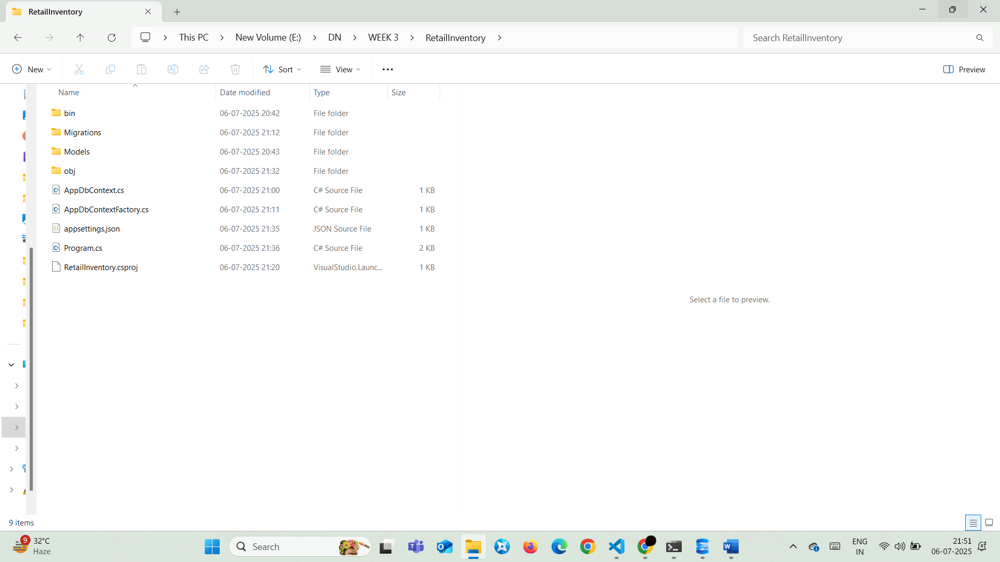 RetailInventory
This PC > New Volume (E:) > DN > WEEK 3 > RetailInventory >
Search RetailInventory
New
Sort
View
Preview
Name Date modified Type Size
bin 06-07-2025 20:42 File folder
Migrations 06-07-2025 21:12 File folder
Models 06-07-2025 20:43 File folder
obj 06-07-2025 21:32 File folder
AppDbContext.cs 06-07-2025 21:00 C# Source File 1 KB
AppDbContextFactory.cs 06-07-2025 21:11 C# Source File 1 KB
appsettings.json 06-07-2025 21:35 JSON Source File 1 KB
Program.cs 06-07-2025 21:36 C# Source File 2 KB
RetailInventory.csproj 06-07-2025 21:20 VisualStudio.Launc... 1 KB
Select a file to preview.
9 items
9
32°C
Haze
Search
ENG
IN
21:51
06-07-2025